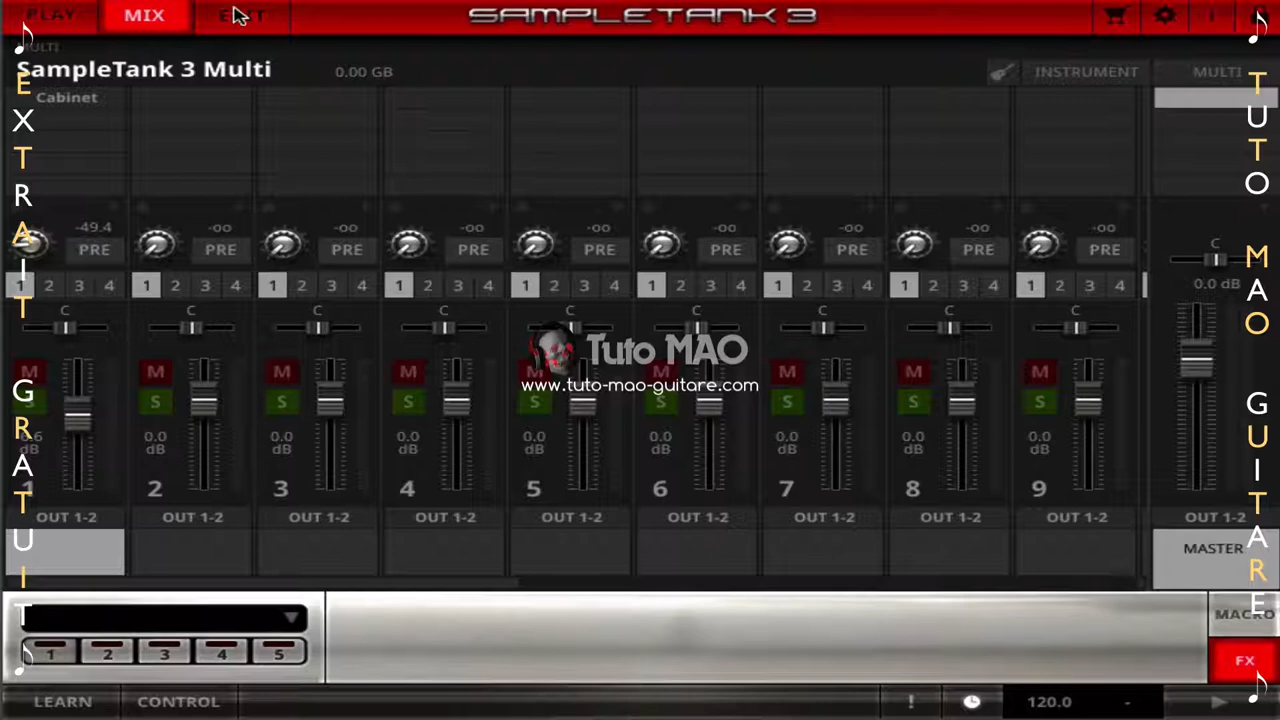 PLAY MIX EDIT SAMPLETANK 3
MULTI
SampleTank 3 Multi 0.00 GB INSTRUMENT MULTI
Cabinet
-49.4 -oo -oo -oo -oo -oo -oo -oo -oo C
PRE PRE PRE PRE PRE PRE PRE PRE PRE
1 2 3 4 1 2 3 4 1 2 3 4 1 2 3 4 1 2 3 4 1 2 3 4 1 2 3 4 1 2 3 4 1 2 3 4 0.0 dB
C C C C C C C C C
Tuto MAO
M M M M M M M M M
www.tuto-mao-guitare.com
S S S S S S S S S
0.0 0.0 0.0 0.0 0.0 0.0 0.0 0.0
dB dB dB dB dB dB dB dB dB
1 2 3 4 5 6 7 8 9
OUT 1-2 OUT 1-2 OUT 1-2 OUT 1-2 OUT 1-2 OUT 1-2 OUT 1-2 OUT 1-2 OUT 1-2 OUT 1-2
MASTER
MACRO
1 2 3 4 5
FX
LEARN CONTROL ! 120.0 -
EXTRAIT GRATUIT
TUTO MAO GUITARE